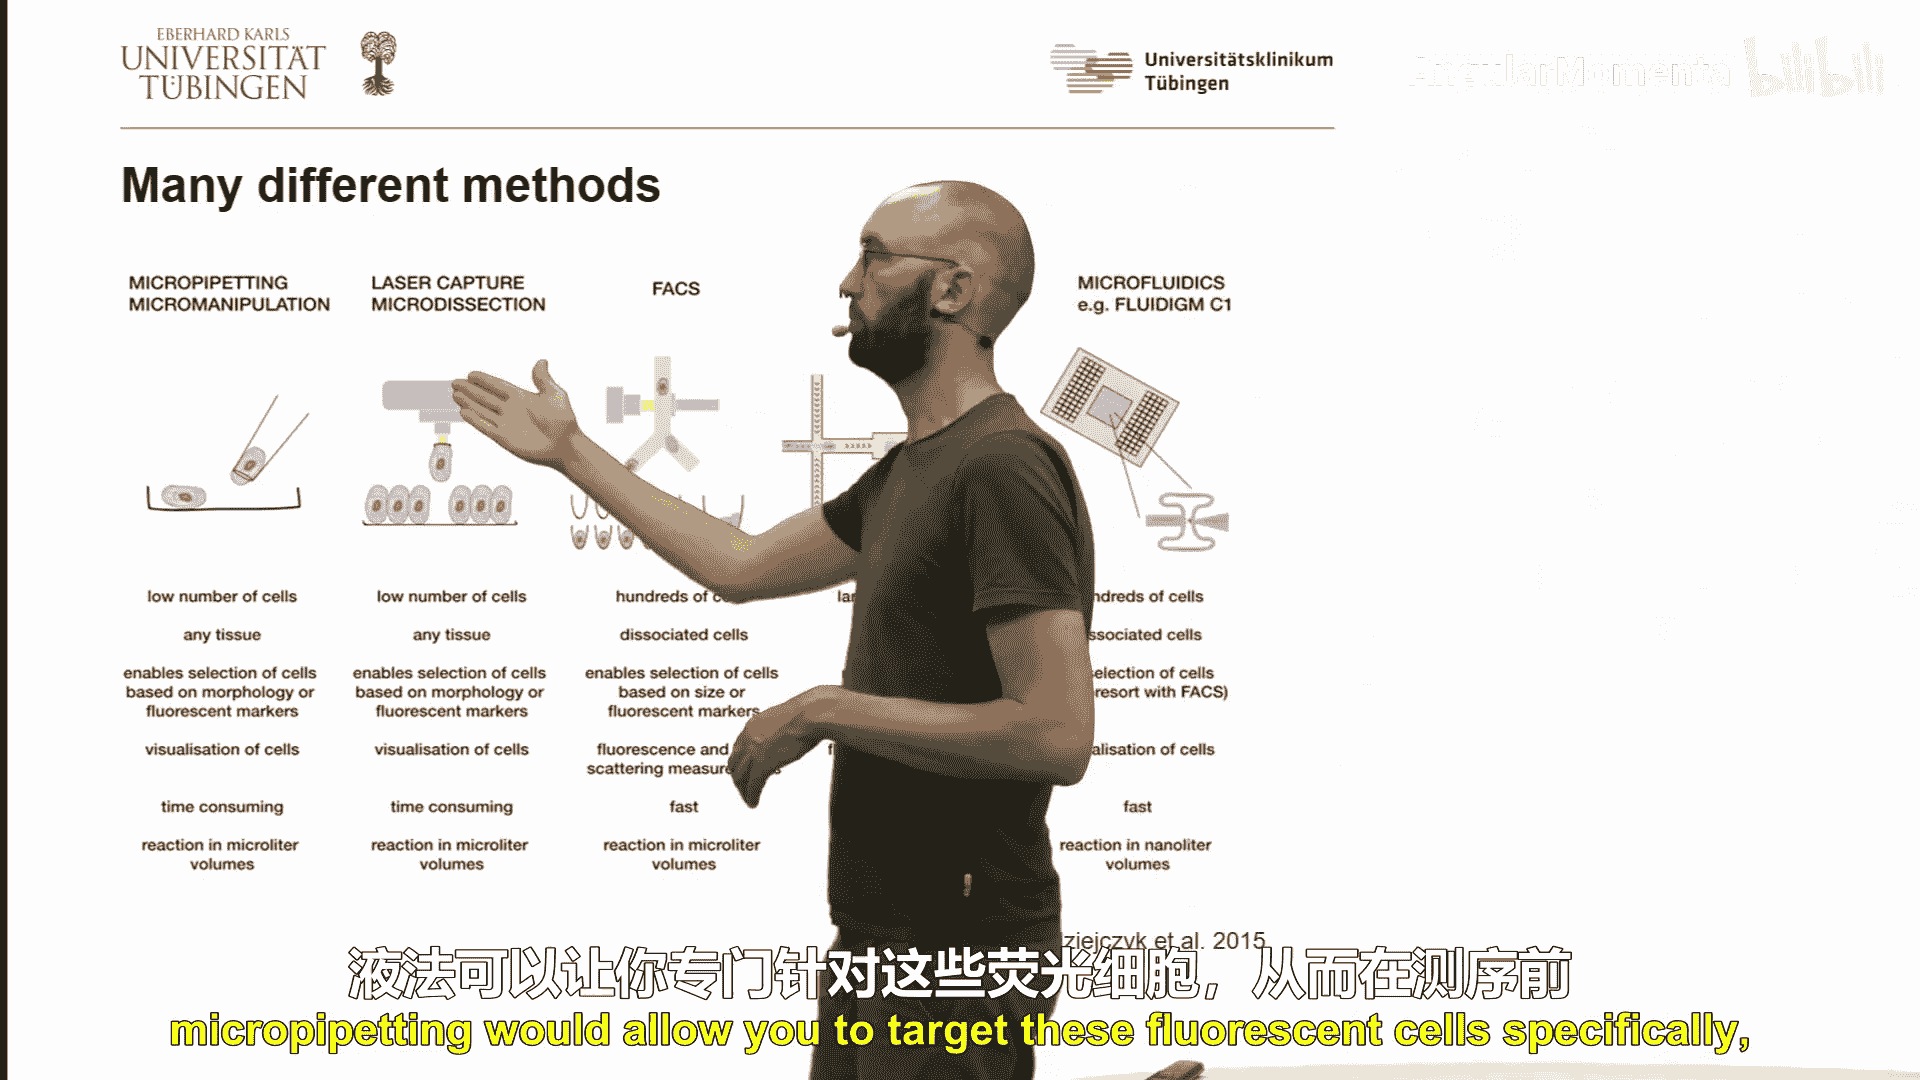 EBERHARD KARLS
UNIVERSITÄT
TÜBINGEN
Universitätsklinikum
Tübingen
bilibili
Many different methods
MICROPIPETTING
MICROMANIPULATION
LASER CAPTURE
MICRODISSECTION
FACS
MICROFLUIDICS
e.g. FLUIDIGM C1
low number of cells
any tissue
enables selection of cells
based on morphology or
fluorescent markers
visualisation of cells
time consuming
reaction in microliter
volumes
low number of cells
any tissue
enables selection of cells
based on morphology or
fluorescent markers
visualisation of cells
time consuming
reaction in microliter
volumes
hundreds of
dissociated cells
enables selection of cells
based on size or
fluorescent markers
fluorescence and
scattering
fast
reaction in microliter
volumes
of cells
cells
of cells
with FACS)
of cells
fast
reaction in nanoliter
volumes
et al. 2015
液法可以让你专门针对这些荧光细胞，从而在测序前
micropipetting would allow you to target these fluorescent cells specifically,